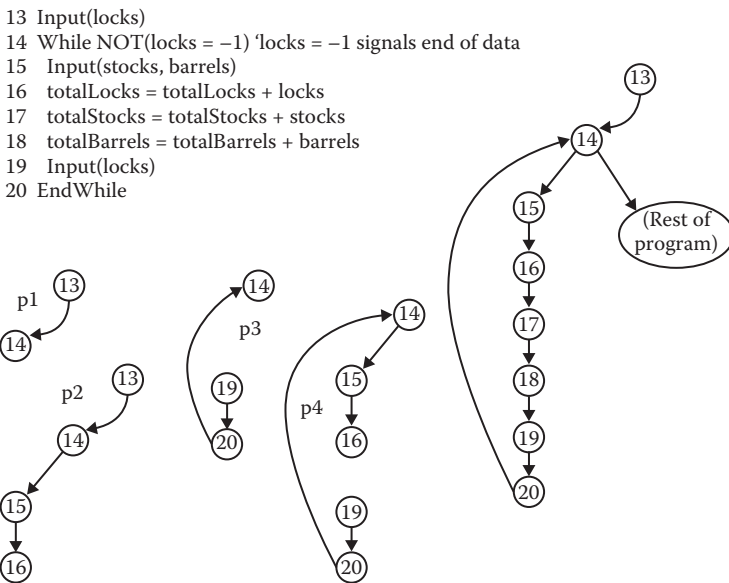 13 Input(locks)
14 While NOT(locks = –1) ‘locks = –1 signals end of data
15 Input(stocks, barrels)
16 totalLocks = totalLocks + locks
17 totalStocks = totalStocks + stocks
18 totalBarrels = totalBarrels + barrels
19 Input(locks)
20 EndWhile
13
14
15
(Rest of
program)
16
17
18
19
20
p1
13
14
p2
13
14
15
16
p3
14
19
20
p4
14
15
16
19
20